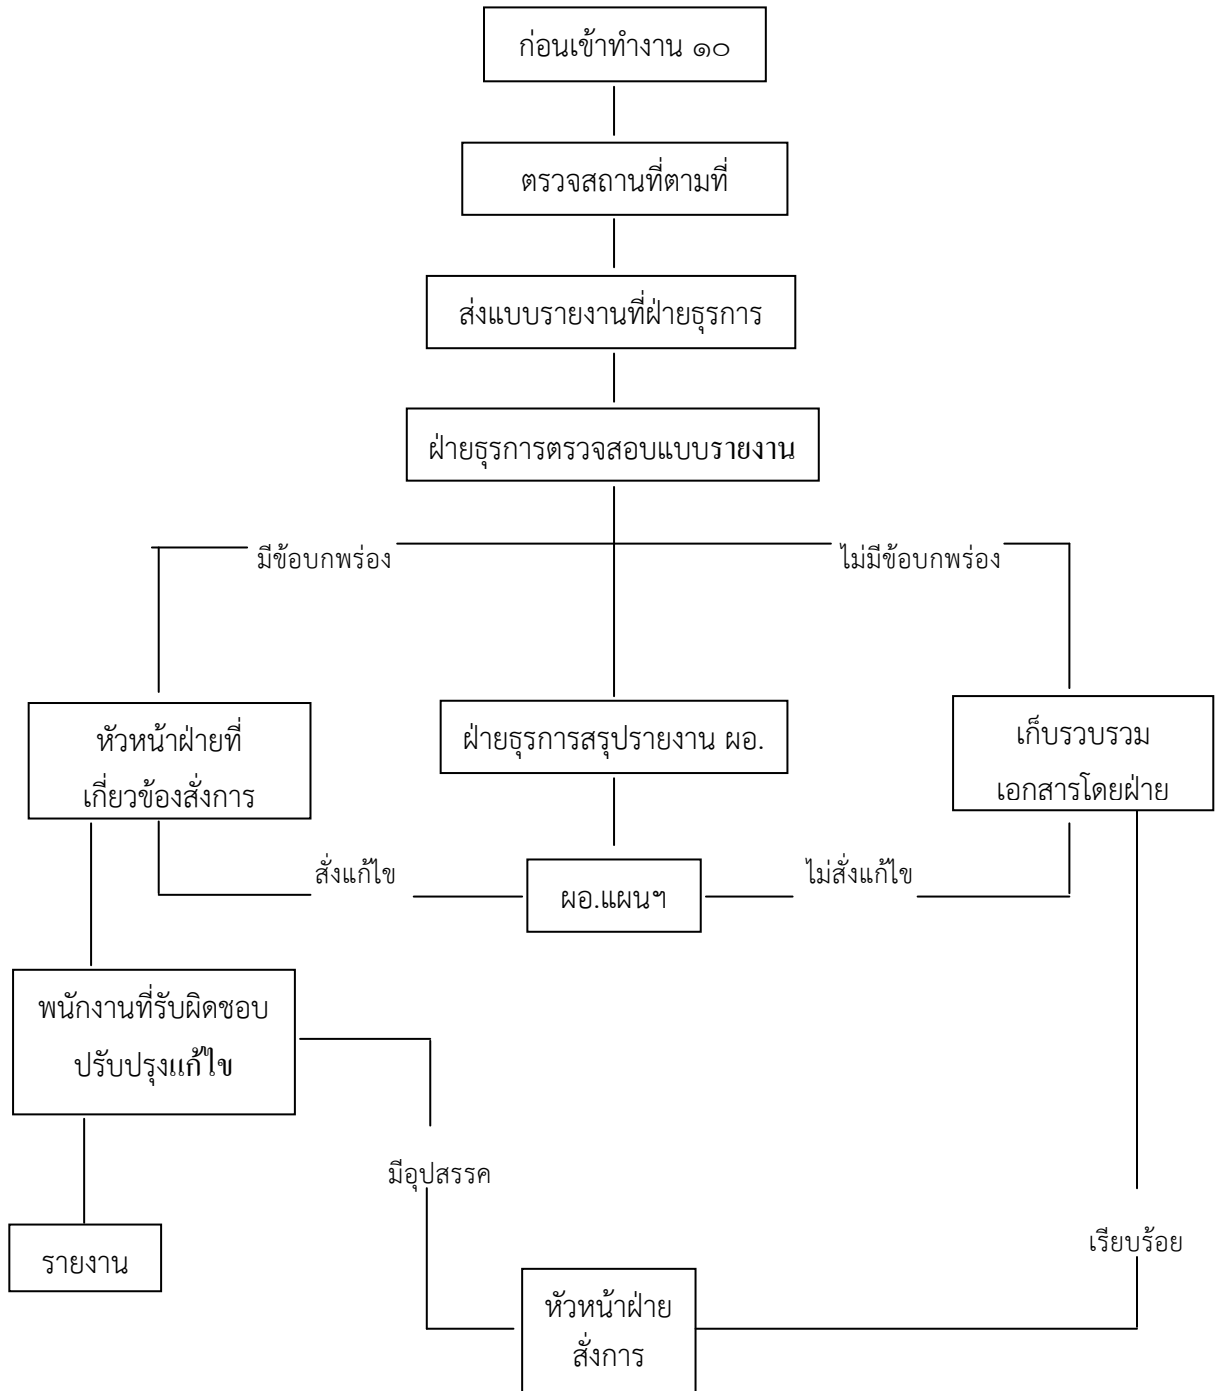 ก่อนเข้าทำงาน ๑๐
ตรวจสถานที่ตามที่
ส่งแบบรายงานที่ฝ่ายธุรการ
ฝ่ายธุรการตรวจสอบแบบรายงาน
มีข้อบกพร่อง
ไม่มีข้อบกพร่อง
หัวหน้าฝ่ายที่
เกี่ยวข้องสั่งการ
ฝ่ายธุรการสรุปรายงาน ผอ.
เก็บรวบรวม
เอกสารโดยฝ่าย
สั่งแก้ไข
ผอ.แผนฯ
ไม่สั่งแก้ไข
พนักงานที่รับผิดชอบ
ปรับปรุงแก้ไข
มีอุปสรรค
รายงาน
เรียบร้อย
หัวหน้าฝ่าย
สั่งการ